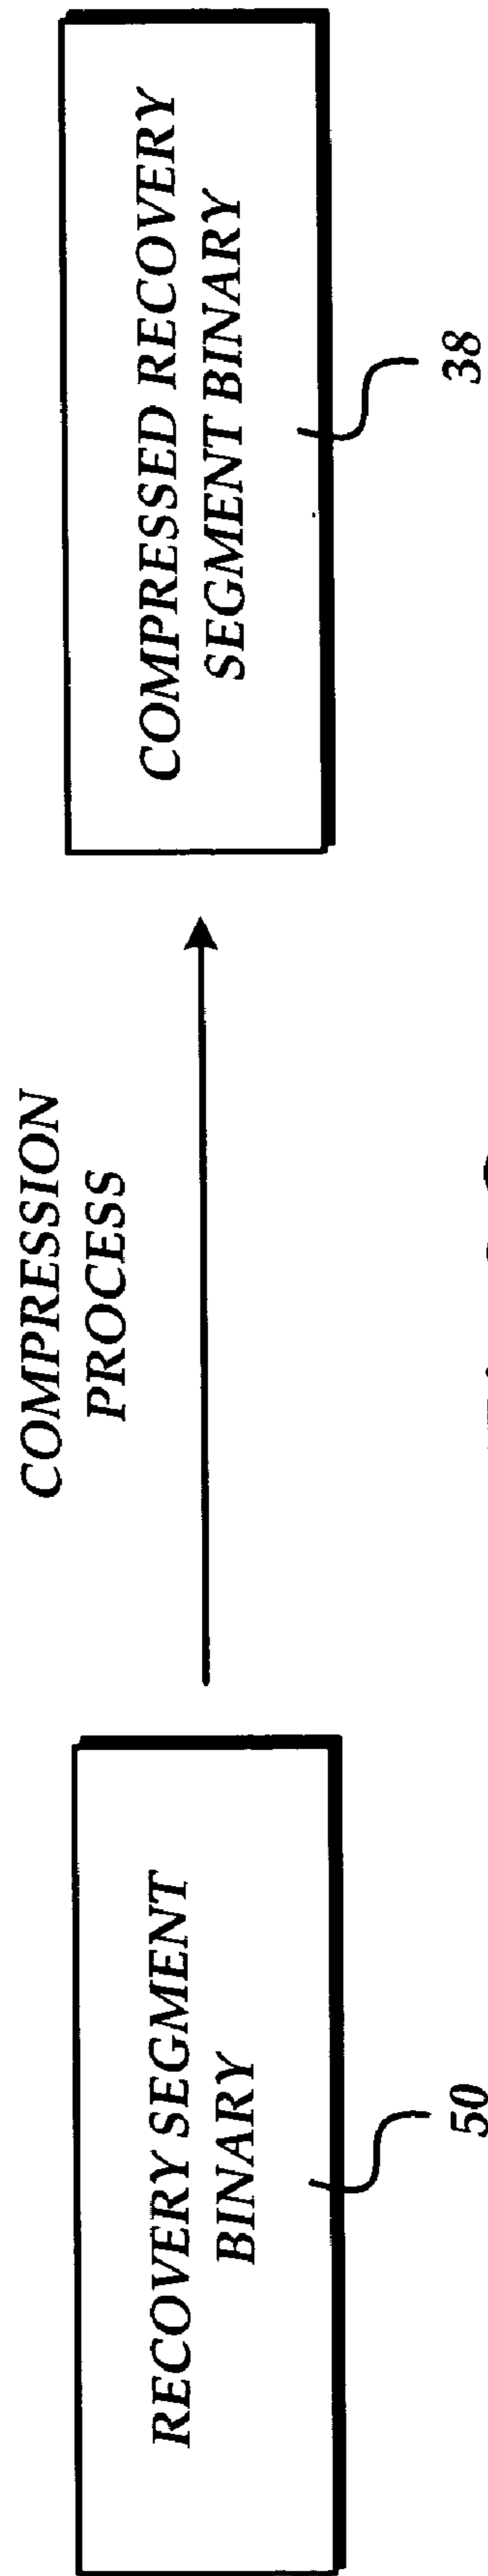 RECOVERY SEGMENT
BINARY
50
COMPRESSION
PROCESS
COMPRESSED RECOVERY
SEGMENT BINARY
38